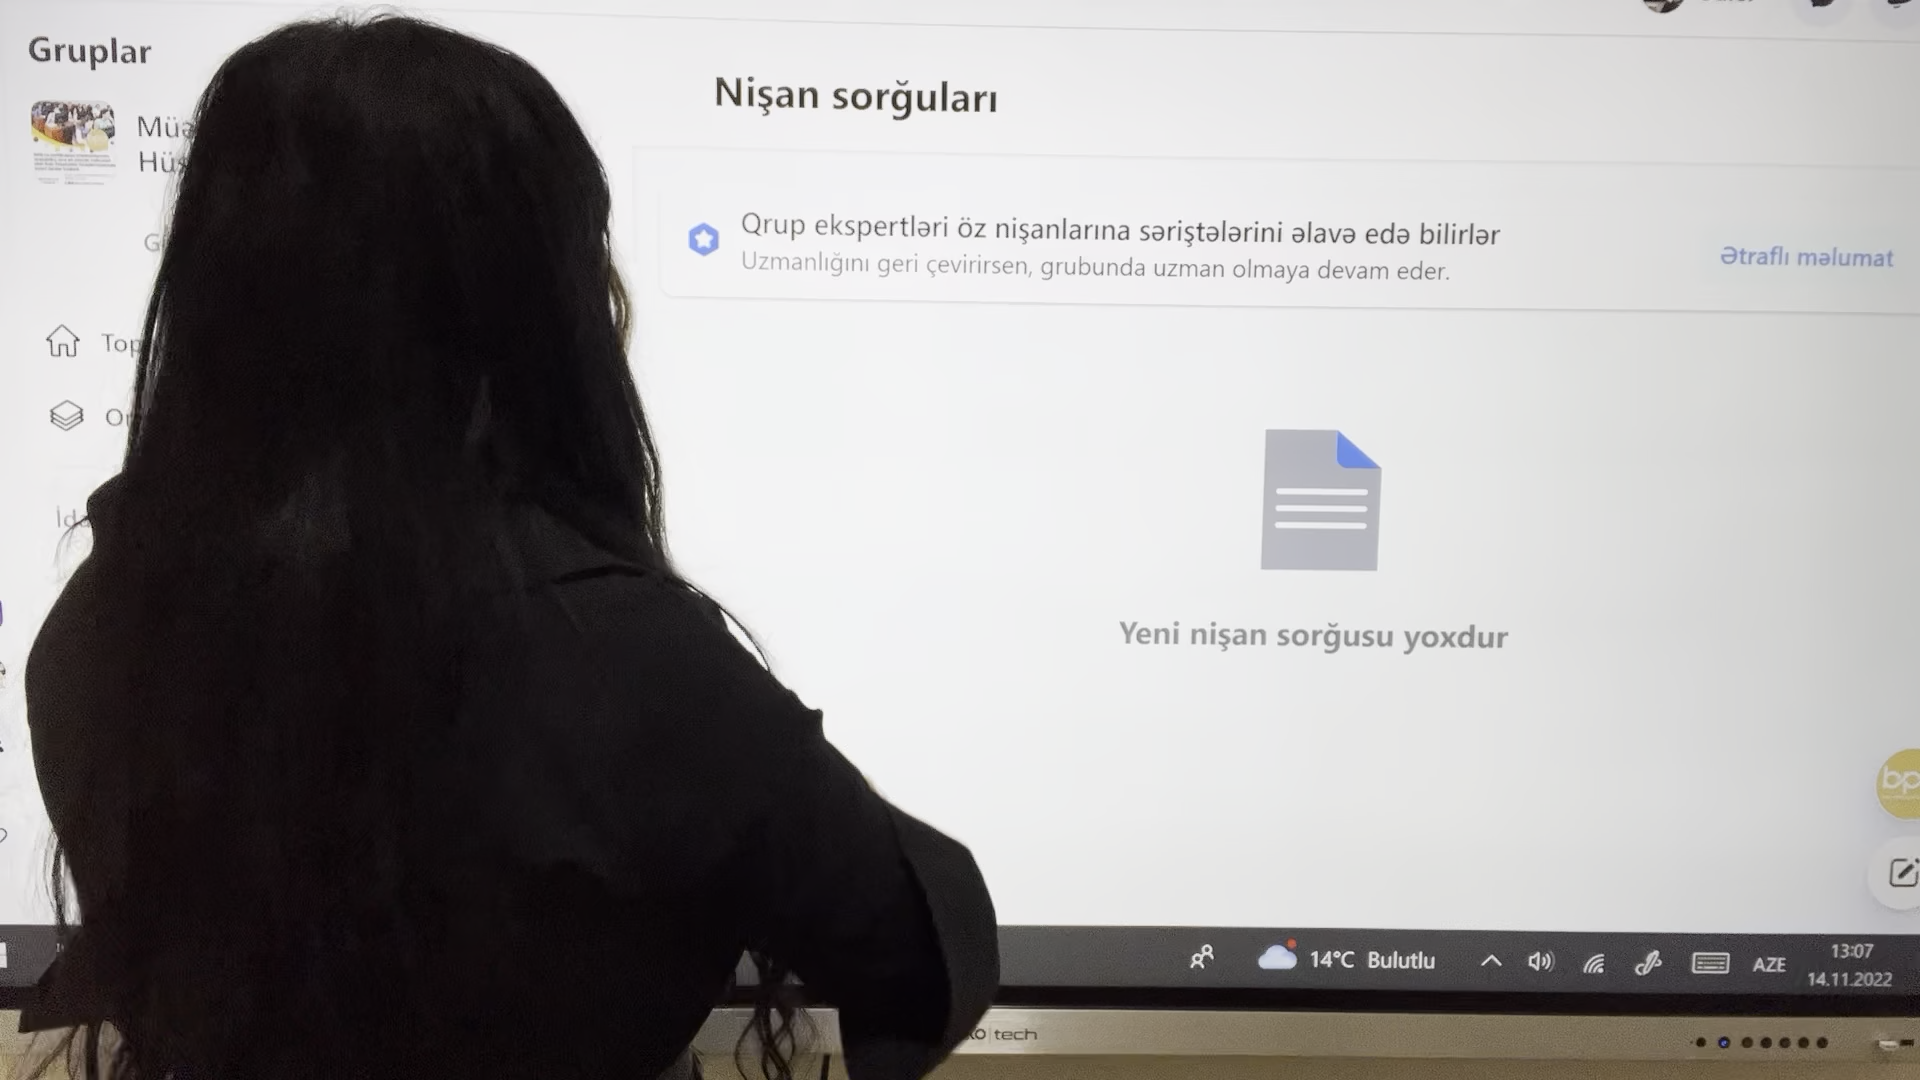 Gruplar
Nişan sorğuları
Qrup ekspertləri öz nişanlarına səriştələrini əlavə edə bilirlər
Uzmanlığını geri çevirirsen, grubunda uzman olmaya devam eder.
Ətraflı məlumat
Yeni nişan sorğusu yoxdur
bp
14°C Bulutlu
AZE
13:07
14.11.2022
tech